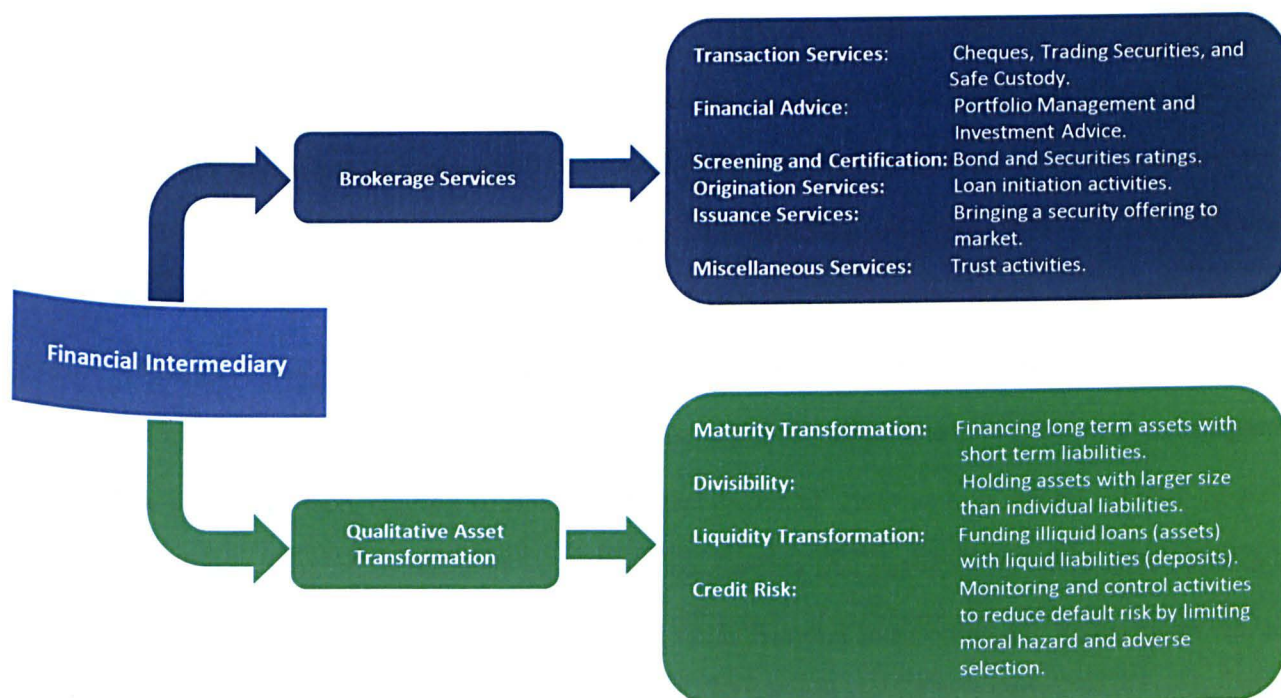 Financial Intermediary
Brokerage Services
Transaction Services: Cheques, Trading Securities, and
Safe Custody.
Financial Advice: Portfolio Management and
Investment Advice.
Screening and Certification: Bond and Securities ratings.
Origination Services: Loan initiation activities.
Issuance Services: Bringing a security offering to
market.
Miscellaneous Services: Trust activities.
Qualitative Asset
Transformation
Maturity Transformation: Financing long term assets with
short term liabilities.
Divisibility: Holding assets with larger size
than individual liabilities.
Liquidity Transformation: Funding illiquid loans (assets)
with liquid liabilities (deposits).
Credit Risk: Monitoring and control activities
to reduce default risk by limiting
moral hazard and adverse
selection.